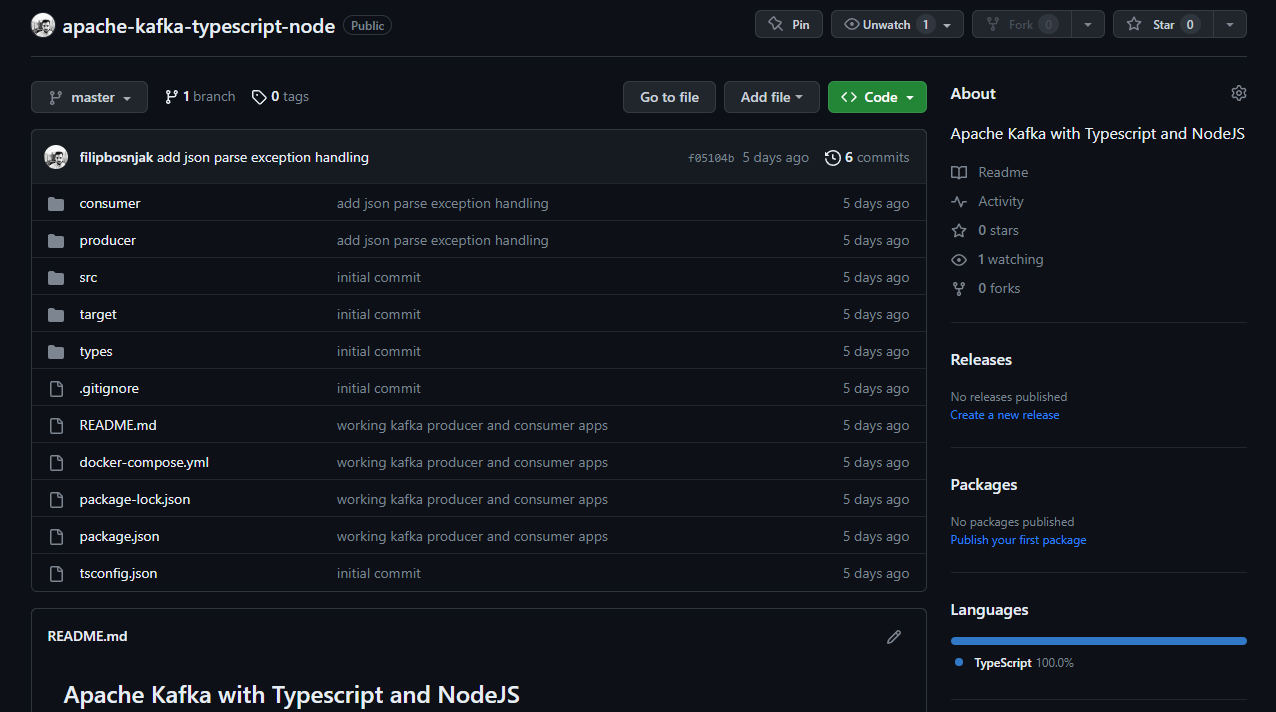 apache-kafka-typescript-node Public Pin Unwatch 1 Fork 0 Star 0
master 1 branch 0 tags Go to file Add file <> Code
filipbosnjak add json parse exception handling f05104b 5 days ago 6 commits
consumer add json parse exception handling 5 days ago
producer add json parse exception handling 5 days ago
src initial commit 5 days ago
target initial commit 5 days ago
types initial commit 5 days ago
.gitignore initial commit 5 days ago
README.md working kafka producer and consumer apps 5 days ago
docker-compose.yml working kafka producer and consumer apps 5 days ago
package-lock.json working kafka producer and consumer apps 5 days ago
package.json working kafka producer and consumer apps 5 days ago
tsconfig.json initial commit 5 days ago
README.md
Apache Kafka with Typescript and NodeJS
About
Apache Kafka with Typescript and NodeJS
Readme
Activity
0 stars
1 watching
0 forks
Releases
No releases published
Create a new release
Packages
No packages published
Publish your first package
Languages
TypeScript 100.0%